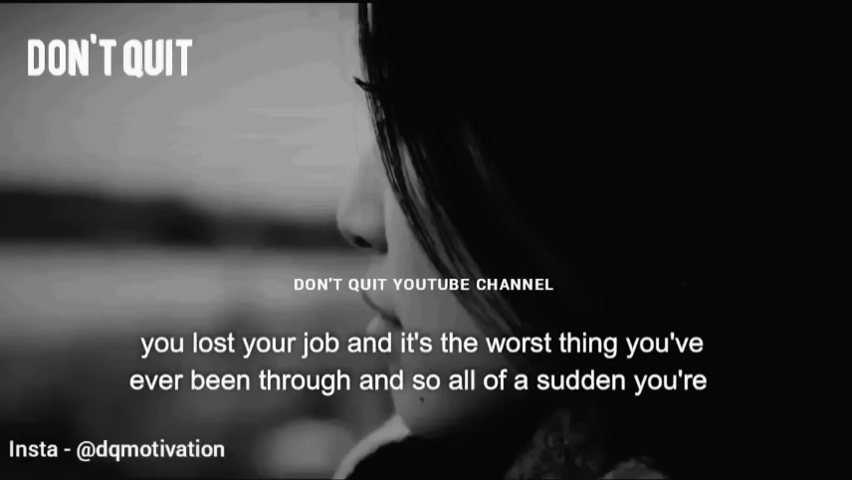 DON'T QUIT
DON'T QUIT YOUTUBE CHANNEL
you lost your job and it's the worst thing you've
ever been through and so all of a sudden you're
Insta - @dqmotivation